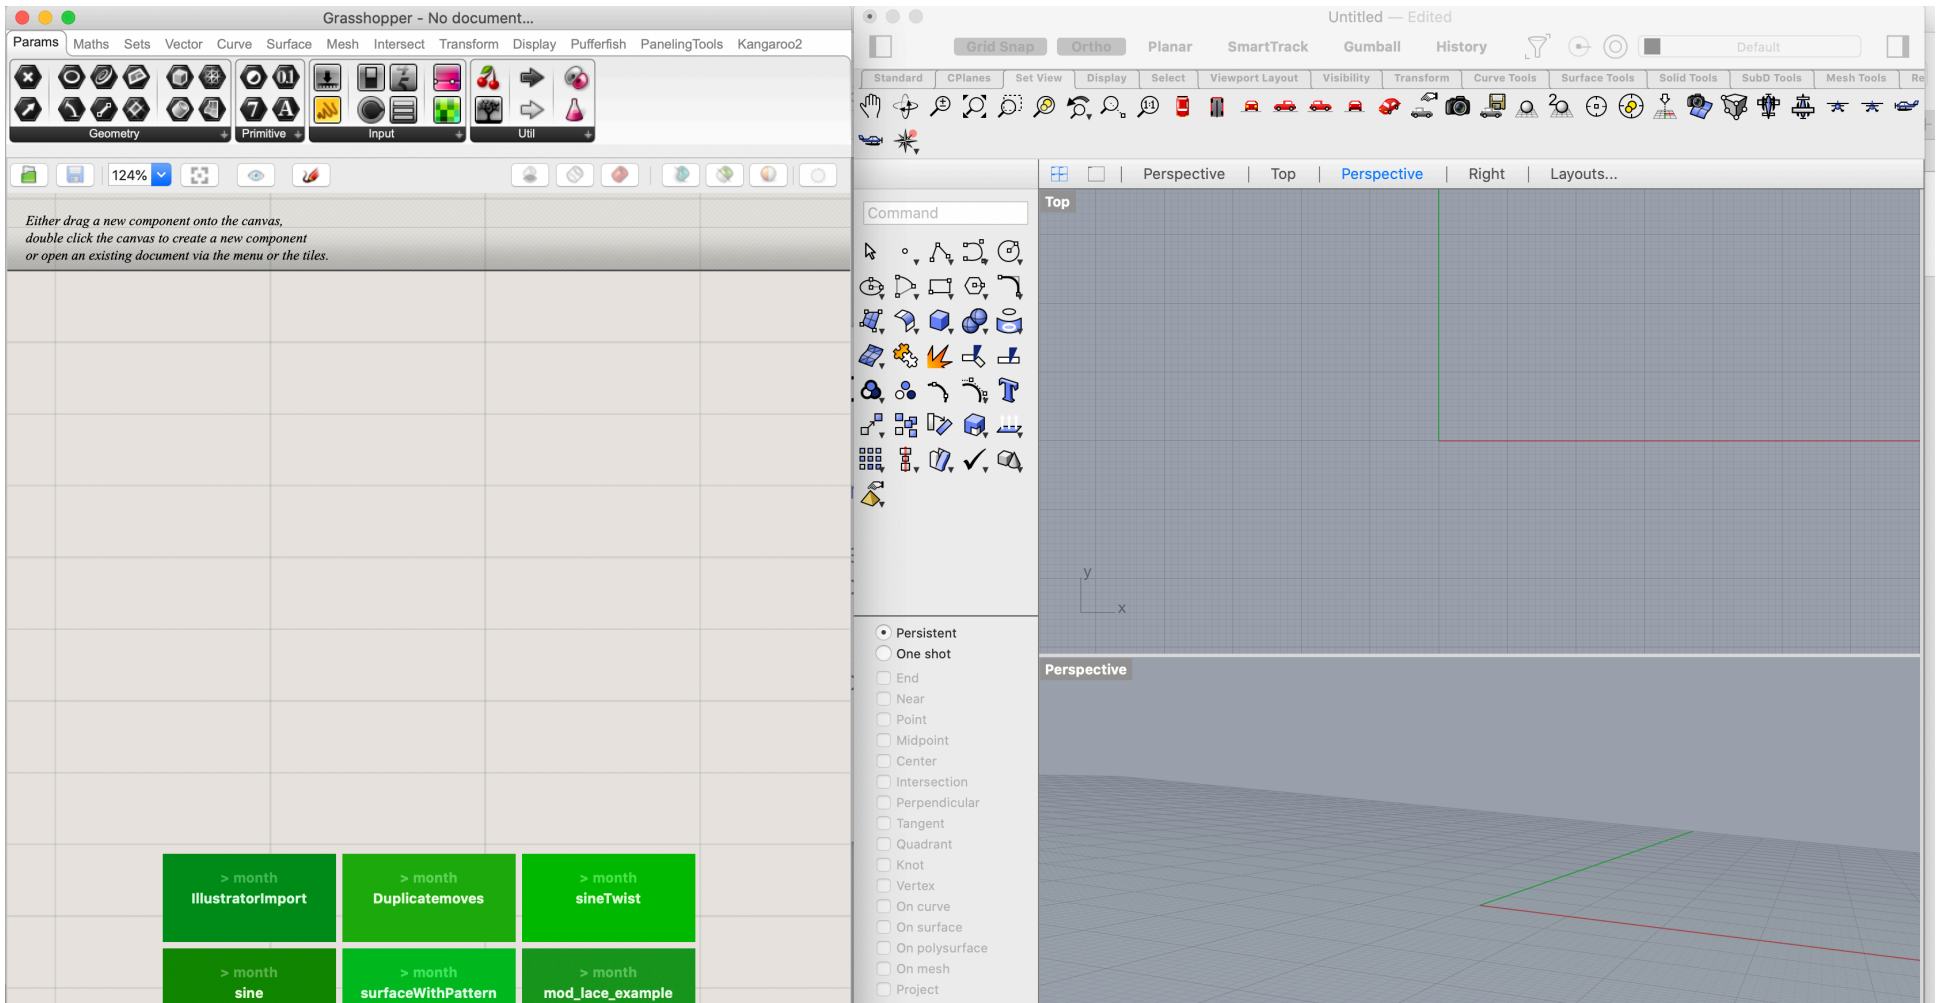 Grasshopper - No document...
Params Maths Sets Vector Curve Surface Mesh Intersect Transform Display Pufferfish PanelingTools Kangaroo2
Geometry Primitive Input Util
124%
Either drag a new component onto the canvas,
double click the canvas to create a new component
or open an existing document via the menu or the tiles.
> month
IllustratorImport
> month
Duplicatemoves
> month
sineTwist
> month
sine
> month
surfaceWithPattern
> month
mod_lace_example
Untitled — Edited
Grid Snap Ortho Planar SmartTrack Gumball History Default
Standard CPlanes Set View Display Select Viewport Layout Visibility Transform Curve Tools Surface Tools Solid Tools SubD Tools Mesh Tools Re
Perspective Top Perspective Right Layouts...
Command
Persistent
One shot
End
Near
Point
Midpoint
Center
Intersection
Perpendicular
Tangent
Quadrant
Knot
Vertex
On curve
On surface
On polysurface
On mesh
Project
Top
y
x
Perspective